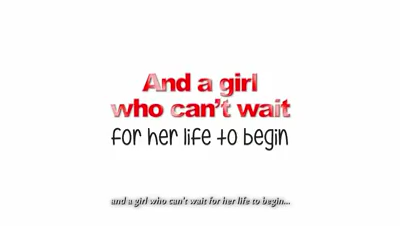 And a girl
who can't wait
for her life to begin
and a girl who can't wait for her life to begin...